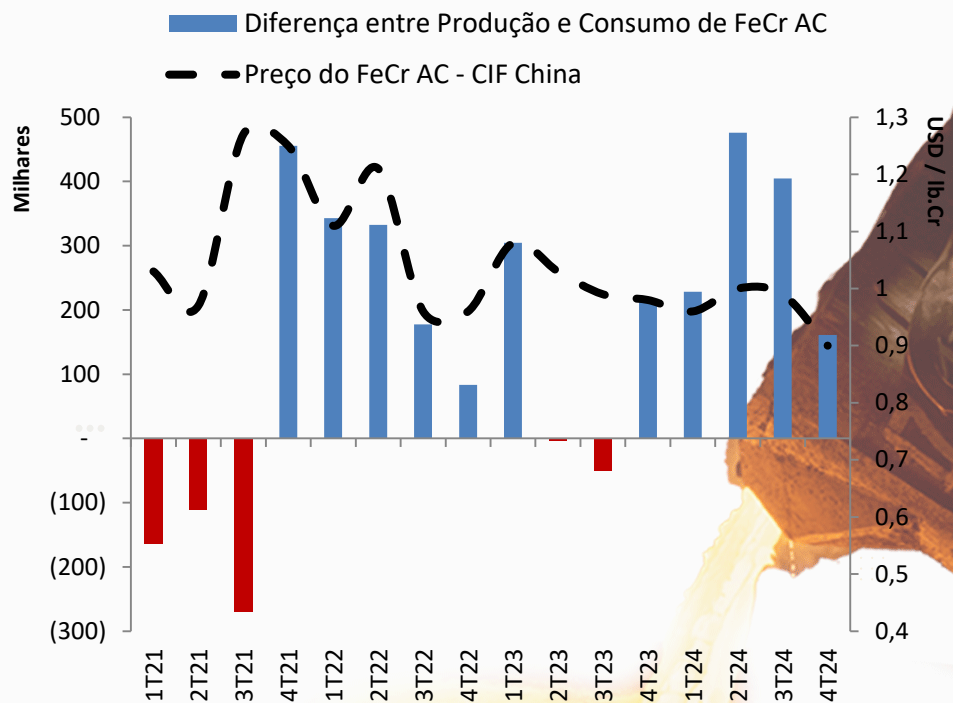 Diferença entre Produção e Consumo de FeCr AC
Preço do FeCr AC - CIF China
Milhares
500
400
300
200
100
-
(100)
(200)
(300)
1,3
1,2
1,1
1
0,9
0,8
0,7
0,6
0,5
0,4
USD / lb.Cr
1T21
2T21
3T21
4T21
1T22
2T22
3T22
4T22
1T23
2T23
3T23
4T23
1T24
2T24
3T24
4T24